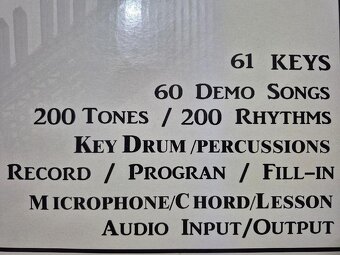 61 KEYS
60 DEMO SONGS
200 TONES / 200 RHYTHMS
KEY DRUM /PERCUSSIONS
RECORD / PROGRAN / FILL-IN
MICROPHONE/CHORD/LESSON
AUDIO INPUT/OUTPUT